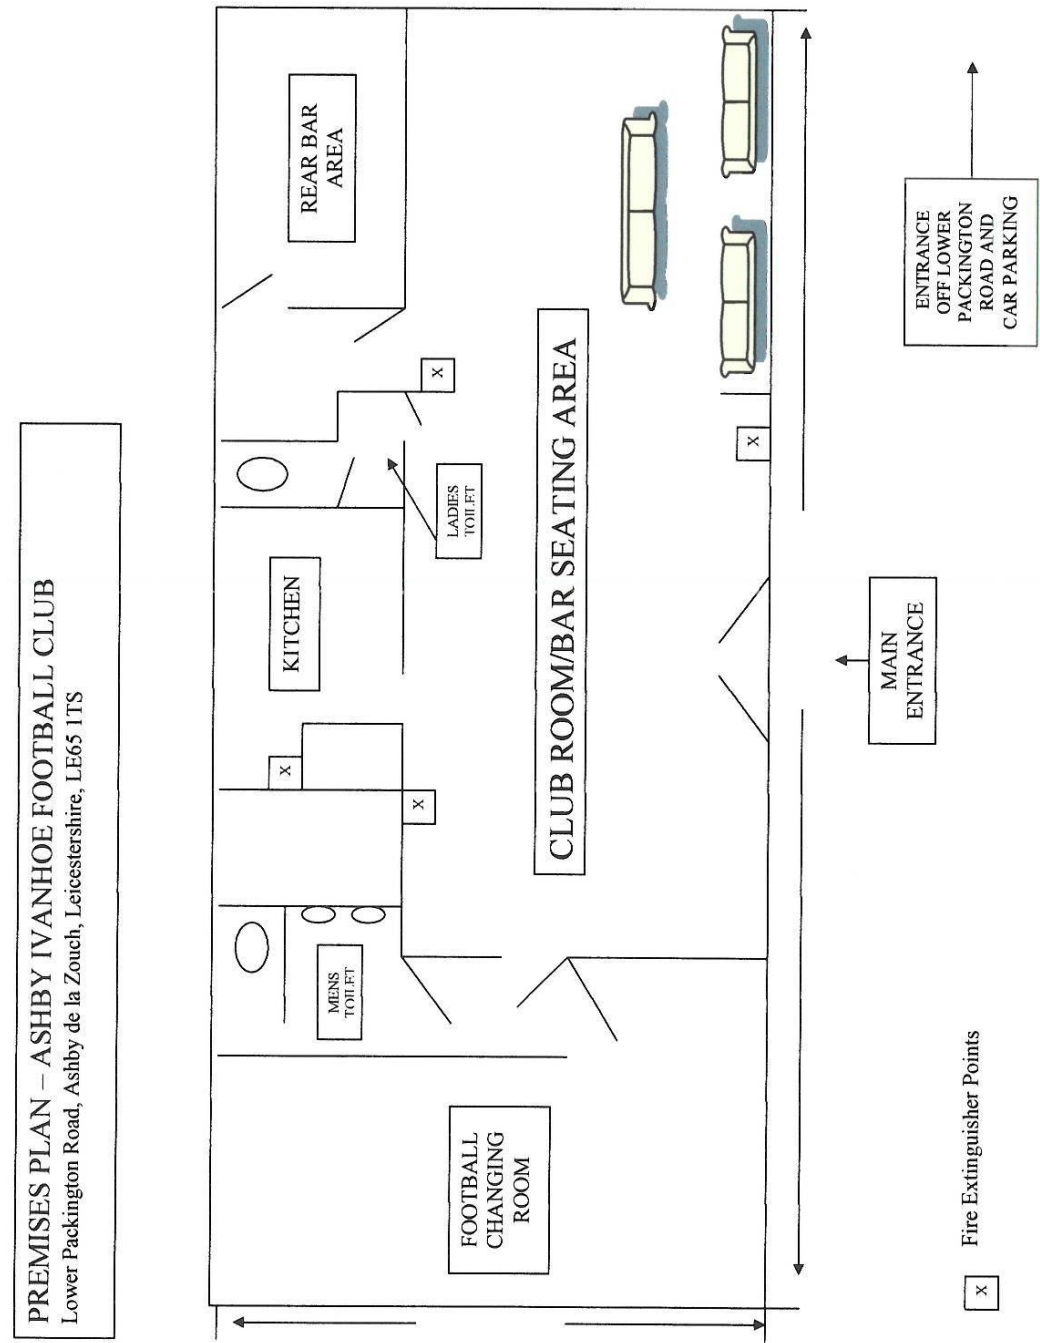 PREMISES PLAN – ASHBY IVANHOE FOOTBALL CLUB
Lower Packington Road, Ashby de la Zouch, Leicestershire, LE65 1TS
FOOTBALL
CHANGING
ROOM
MENS
TOILET
X
X
KITCHEN
LADIES
TOILET
X
REAR BAR
AREA
CLUB ROOM/BAR SEATING AREA
X
MAIN
ENTRANCE
ENTRANCE
OFF LOWER
PACKINGTON
ROAD AND
CAR PARKING
X
Fire Extinguisher Points